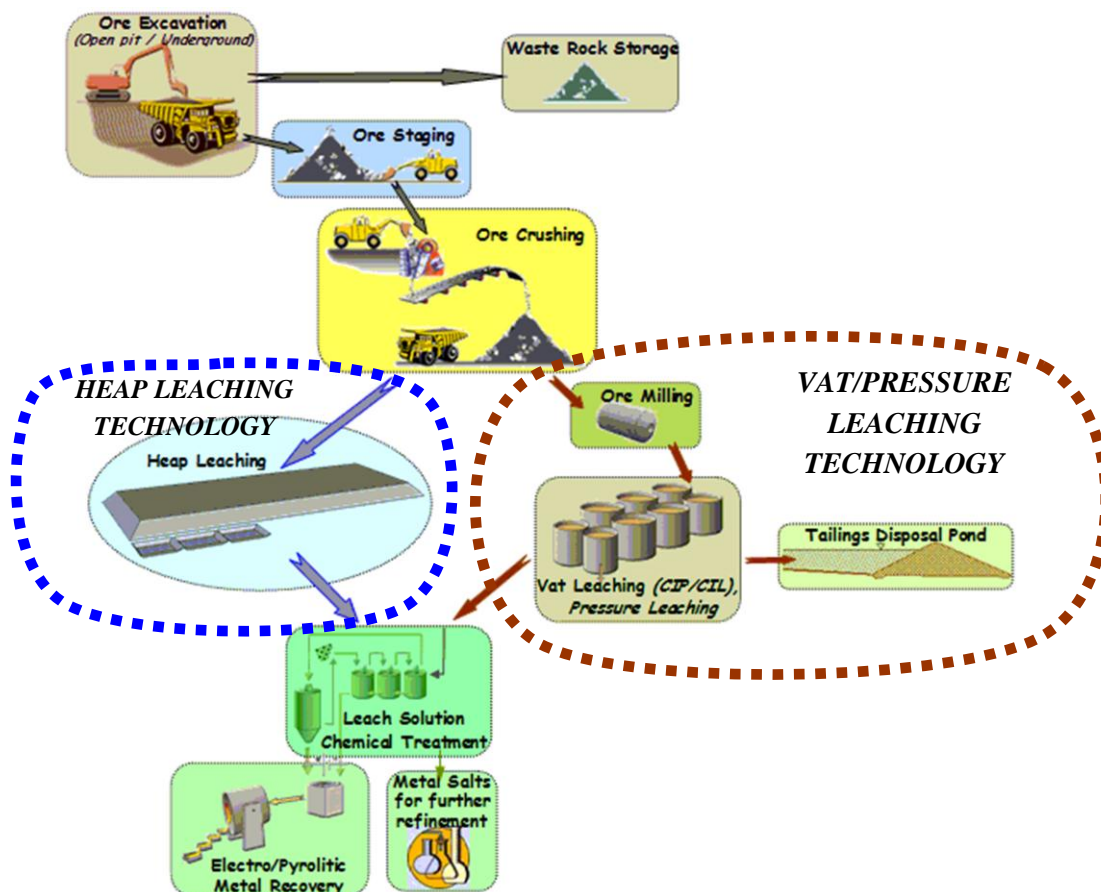 Ore Excavation
(Open pit / Underground)
Waste Rock Storage
Ore Staging
Ore Crushing
HEAP LEACHING
TECHNOLOGY
Heap Leaching
Ore Milling
VAT/PRESSURE
LEACHING
TECHNOLOGY
Vat Leaching (CIP/CIL),
Pressure Leaching
Tailings Disposal Pond
Leach Solution
Chemical Treatment
Electro/Pyrolitic
Metal Recovery
Metal Salts
for further
refinement